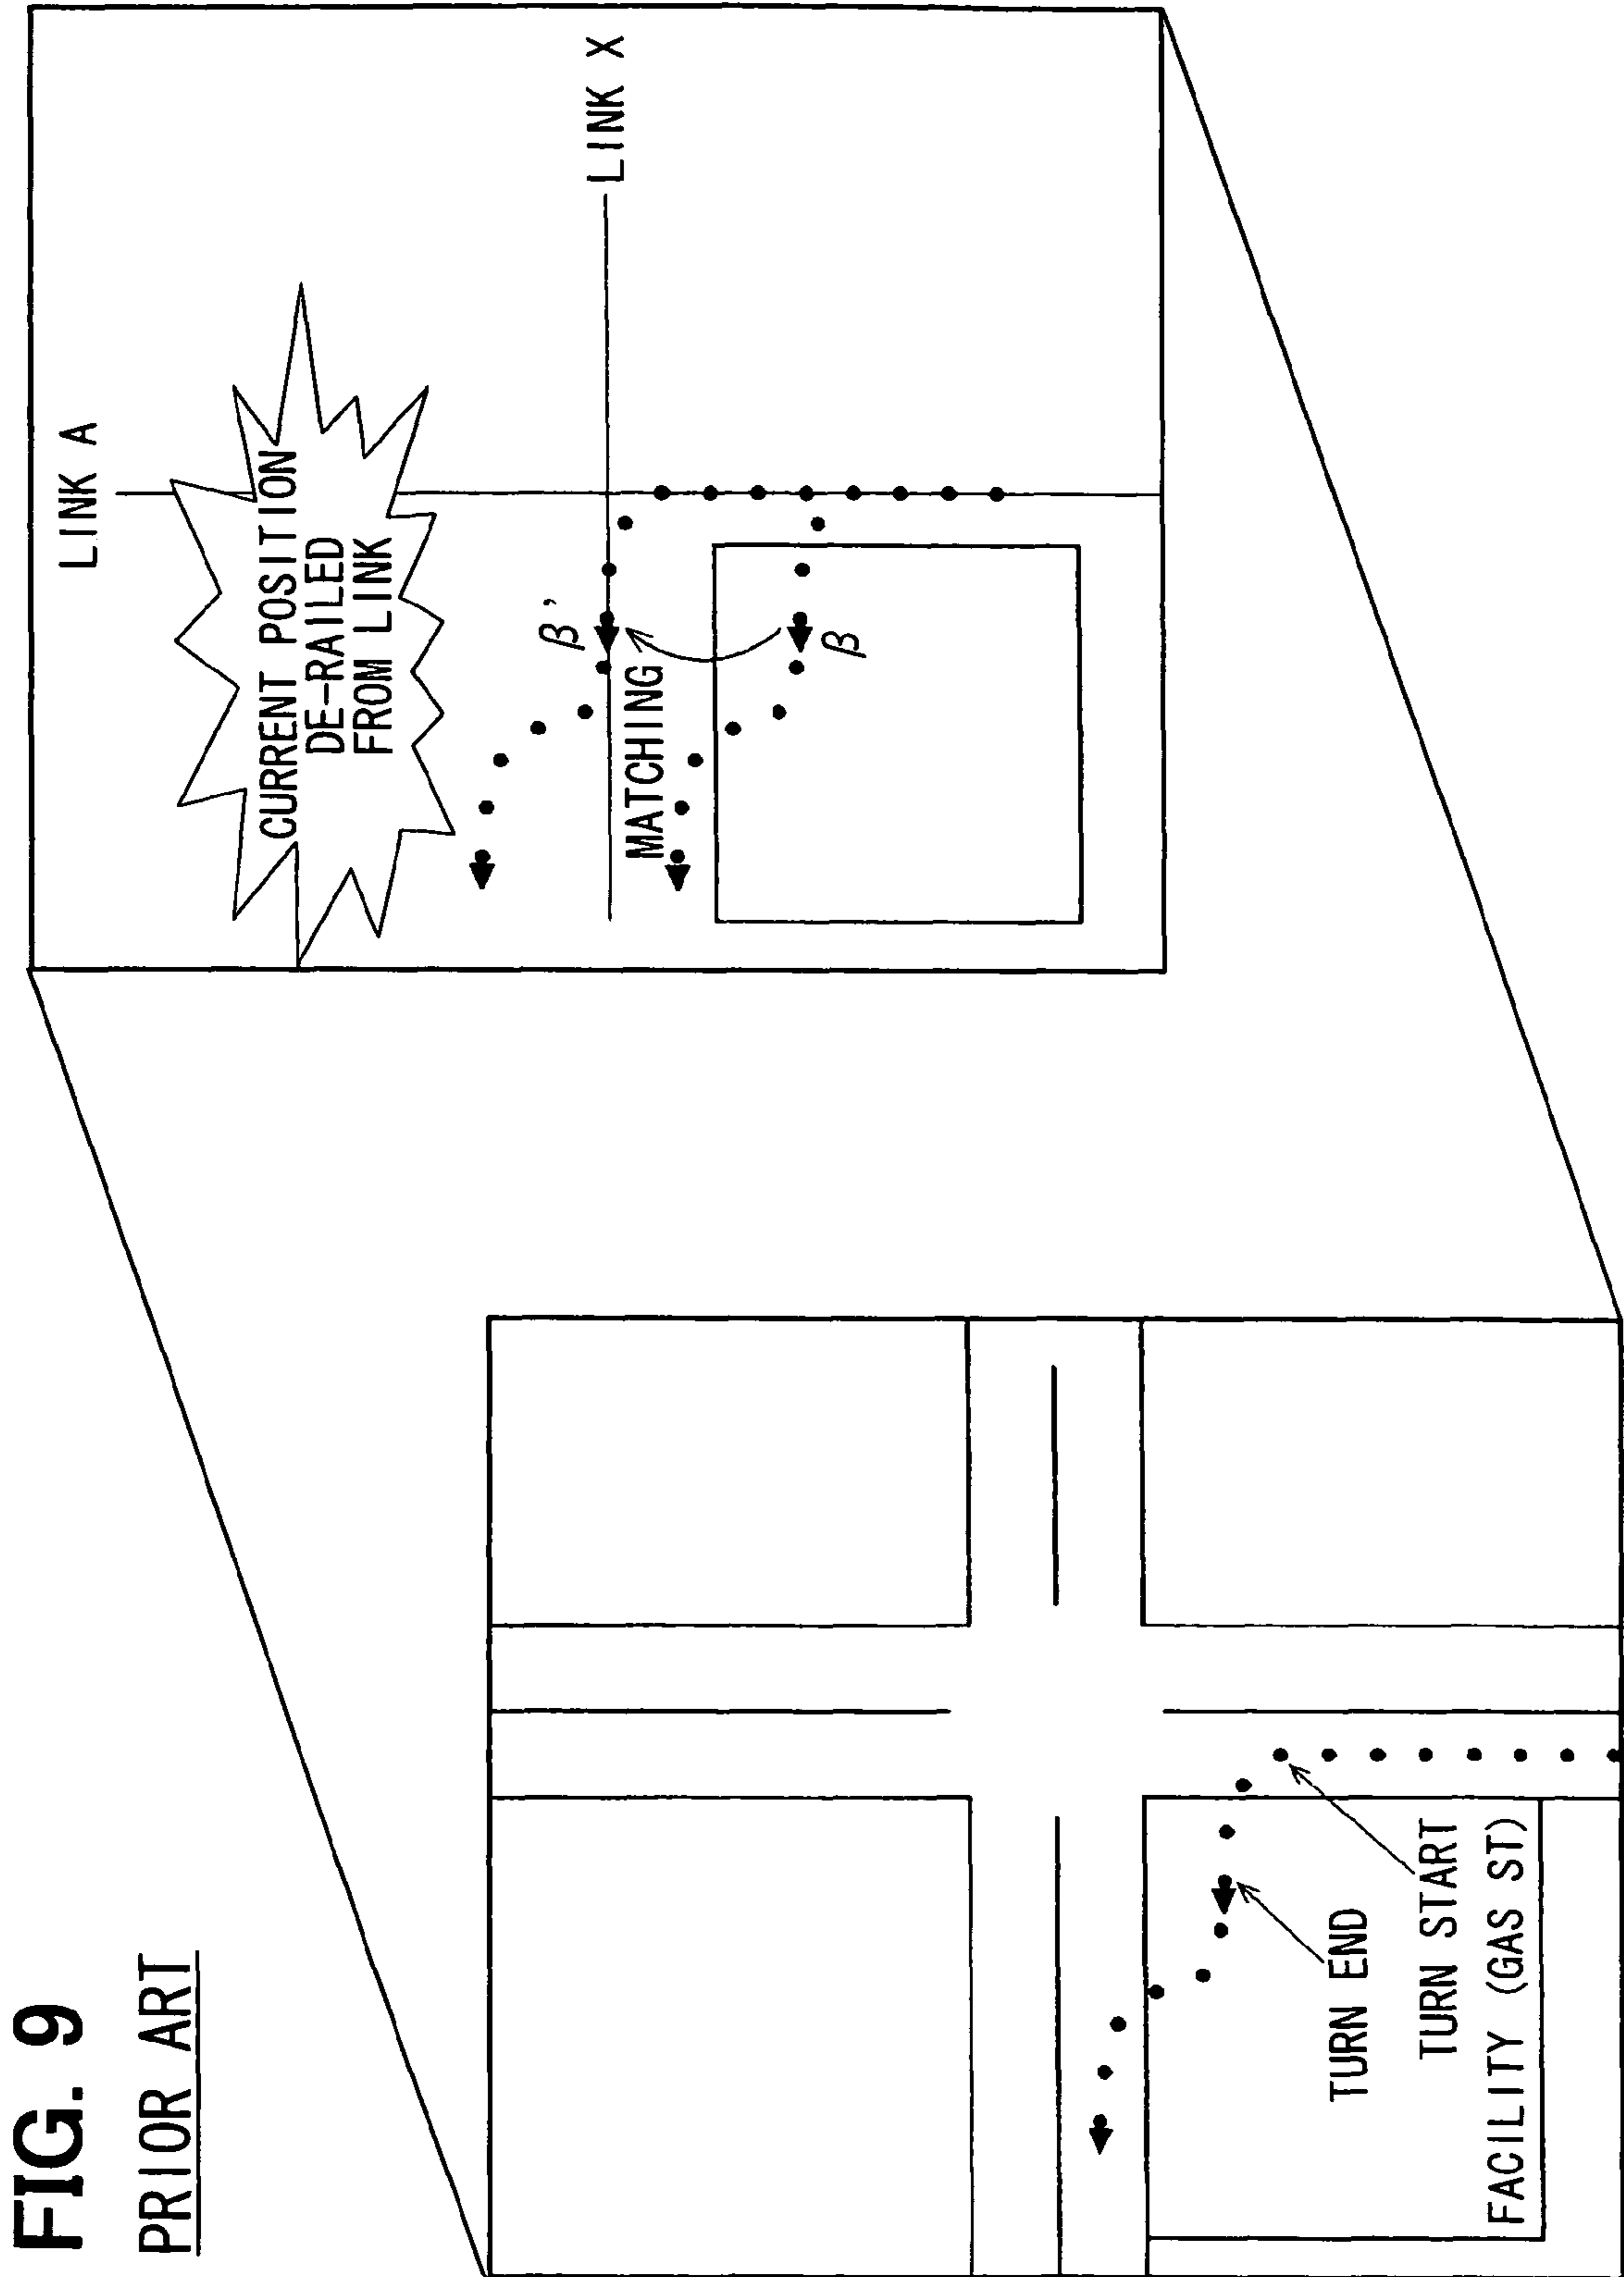 FIG. 9
PRIOR ART
TURN END
TURN START
FACILITY (GAS ST)
LINK A
CURRENT POSITION
DE-RAILED
FROM LINK
β'
LINK X
MATCHING
β